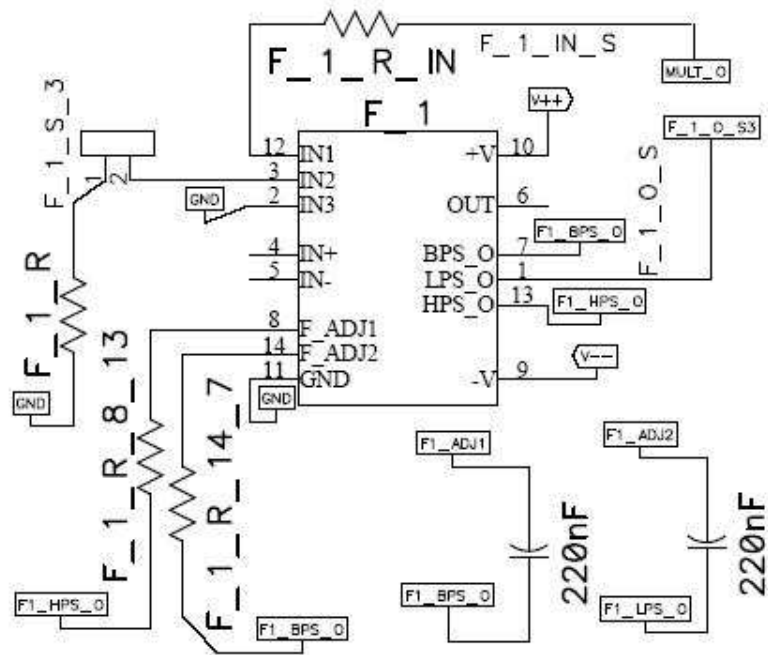 F_1_IN_S
F_1_R_IN
MULT_O
F_1
V++
F_1_S_3
F_1_D_S3
12 IN1
+V 10
1
2
3 IN2
GND
2 IN3
OUT 6
F_1_O_S
4 IN+
BPS_O 7
F1_BPS_O
5 IN-
LPS_O 1
HPS_O 13
F1_HPS_O
F_1_R
8 F_ADJ1
14 F_ADJ2
11 GND
-V 9
V--
GND
GND
F_1_R_8_13
F_1_R_14_7
F1_ADJ1
F1_ADJ2
220nF
220nF
F1_HPS_O
F1_BPS_O
F1_BPS_O
F1_LPS_O